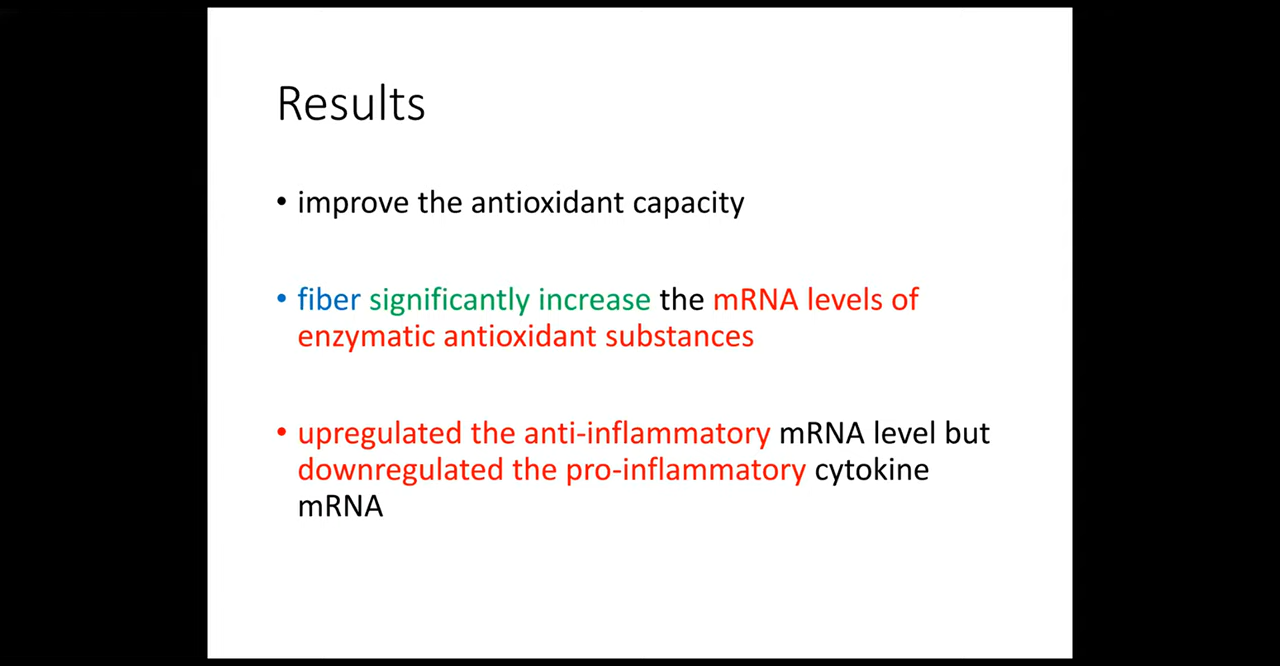 Results
• improve the antioxidant capacity
• fiber significantly increase the mRNA levels of
enzymatic antioxidant substances
• upregulated the anti-inflammatory mRNA level but
downregulated the pro-inflammatory cytokine
mRNA